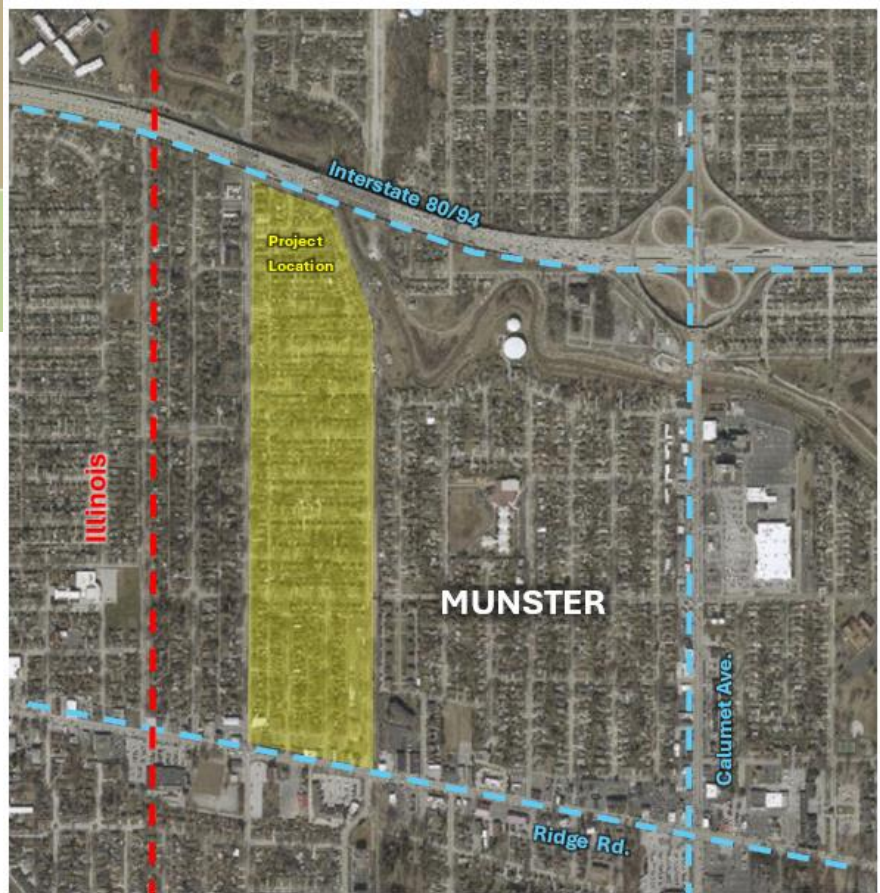 Interstate 80/94
Project
Location
Illinois
MUNSTER
Calumet Ave.
Ridge Rd.